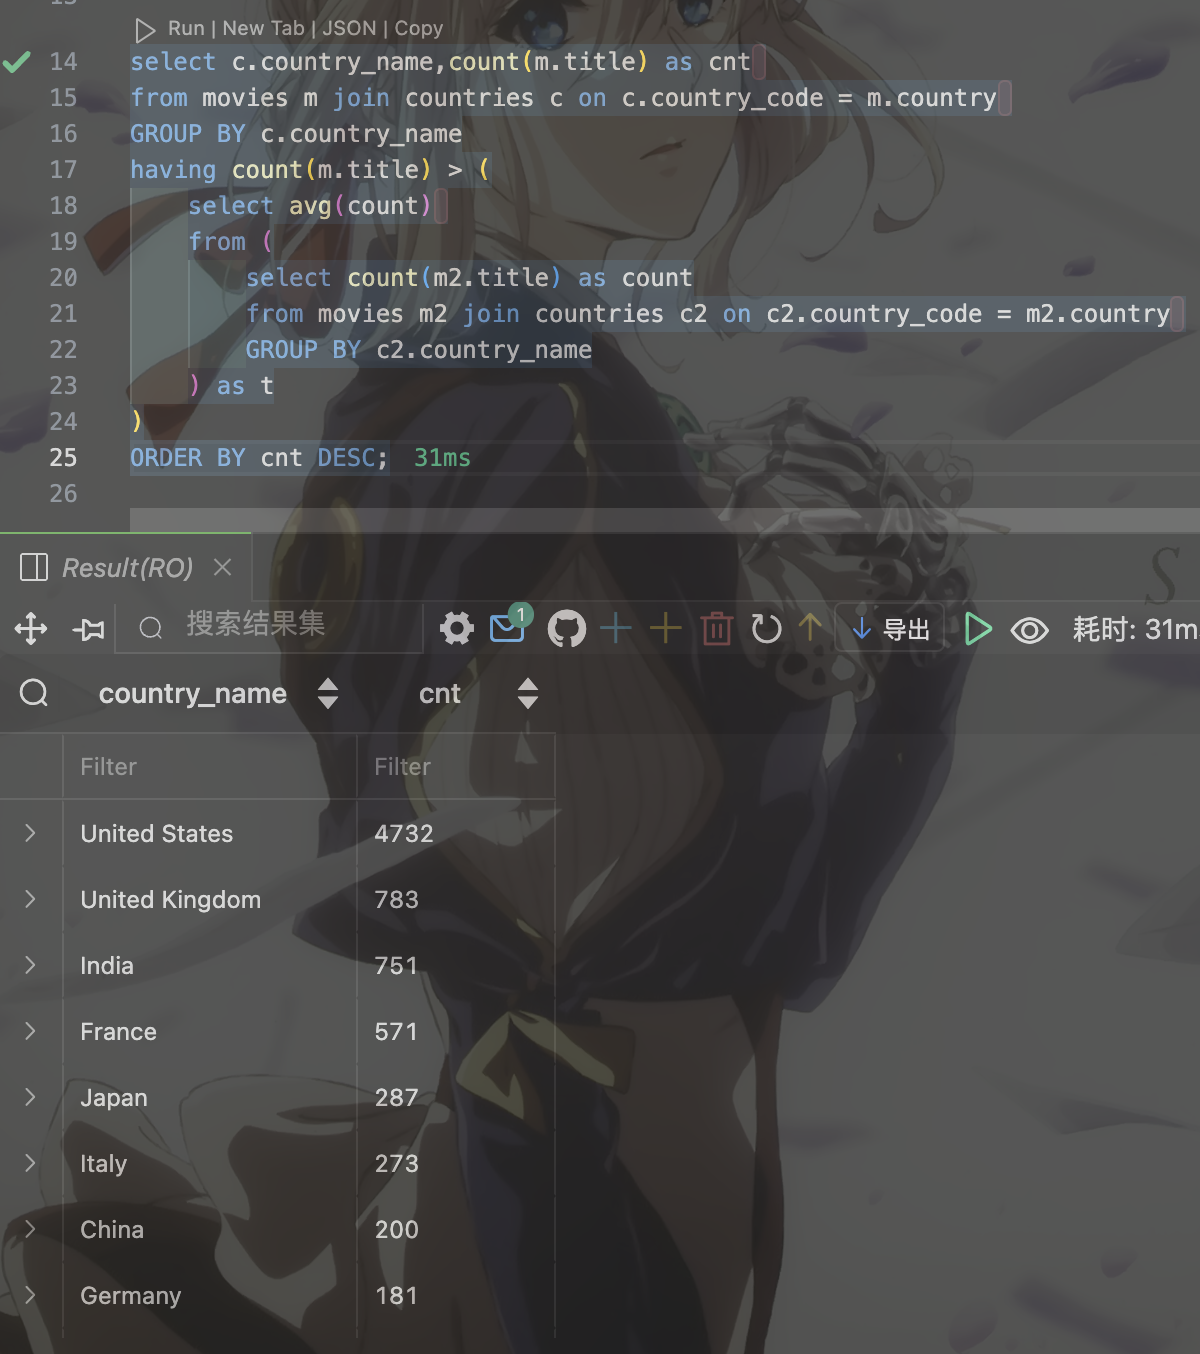 Run | New Tab | JSON | Copy
14 select c.country_name,count(m.title) as cnt
15 from movies m join countries c on c.country_code = m.country
16 GROUP BY c.country_name
17 having count(m.title) > (
18 select avg(count)
19 from (
20 select count(m2.title) as count
21 from movies m2 join countries c2 on c2.country_code = m2.country
22 GROUP BY c2.country_name
23 ) as t
24 )
25 ORDER BY cnt DESC; 31ms
26
Result(RO)
搜索结果集 1 导出 耗时: 31m
country_name cnt
Filter Filter
United States 4732
United Kingdom 783
India 751
France 571
Japan 287
Italy 273
China 200
Germany 181